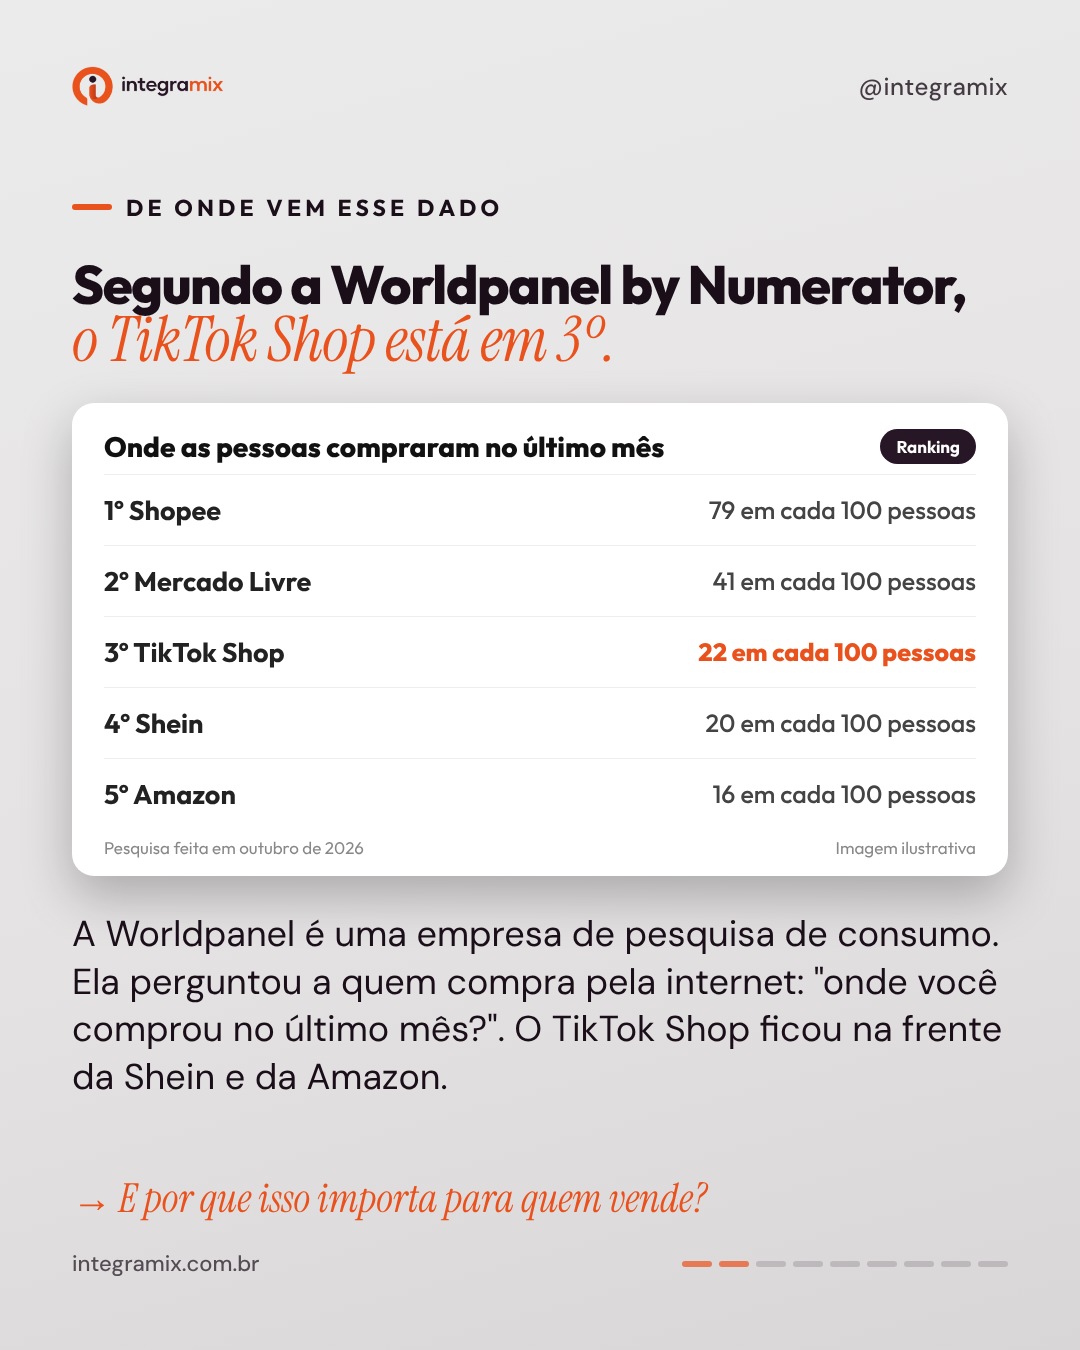 integramix
@integramix
DE ONDE VEM ESSE DADO
Segundo a Worldpanel by Numerator,
o TikTok Shop está em 3º.
Onde as pessoas compraram no último mês
Ranking
1º Shopee
79 em cada 100 pessoas
2º Mercado Livre
41 em cada 100 pessoas
3º TikTok Shop
22 em cada 100 pessoas
4º Shein
20 em cada 100 pessoas
5º Amazon
16 em cada 100 pessoas
Pesquisa feita em outubro de 2026
Imagem ilustrativa
A Worldpanel é uma empresa de pesquisa de consumo.
Ela perguntou a quem compra pela internet: "onde você
comprou no último mês?". O TikTok Shop ficou na frente
da Shein e da Amazon.
→ E por que isso importa para quem vende?
integramix.com.br